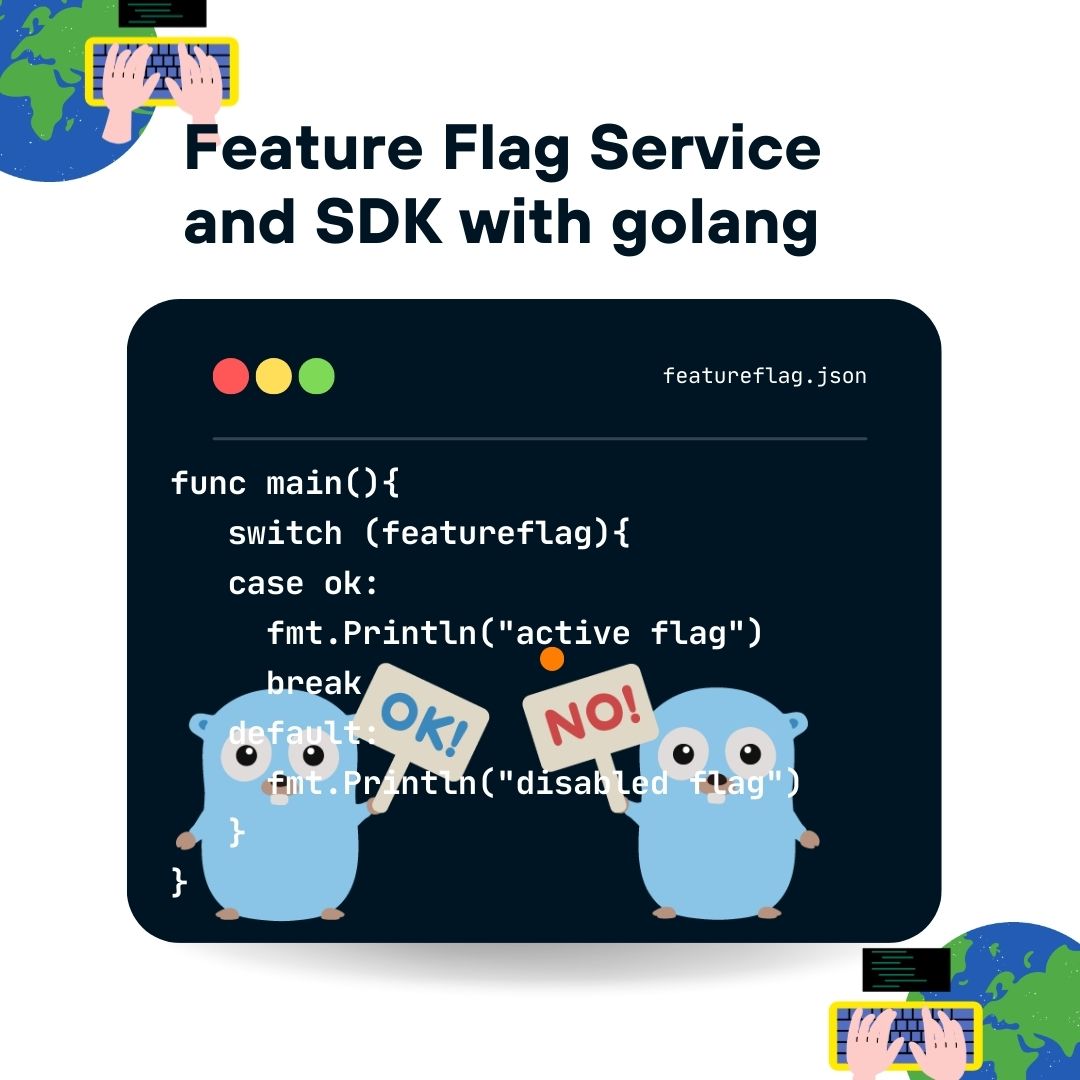 Feature Flag Service
and SDK with golang
featureflag.json
func main(){
switch (featureflag){
case ok:
fmt.Println("active flag")
break
default:
fmt.Println("disabled flag")
}
}
OK!
NO!